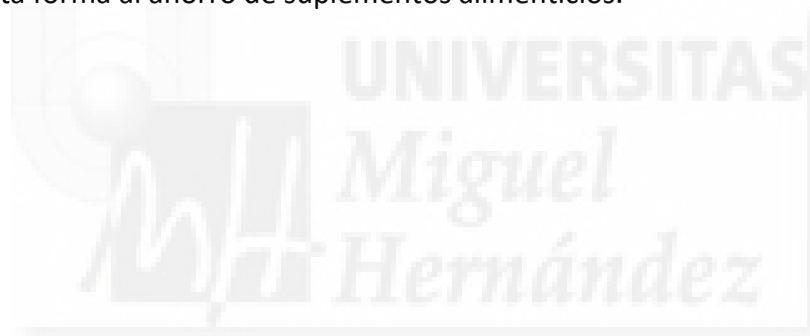 ta forma al ahorro de suplementos alimenticios.
UNIVERSITAS
Miguel
Hernández